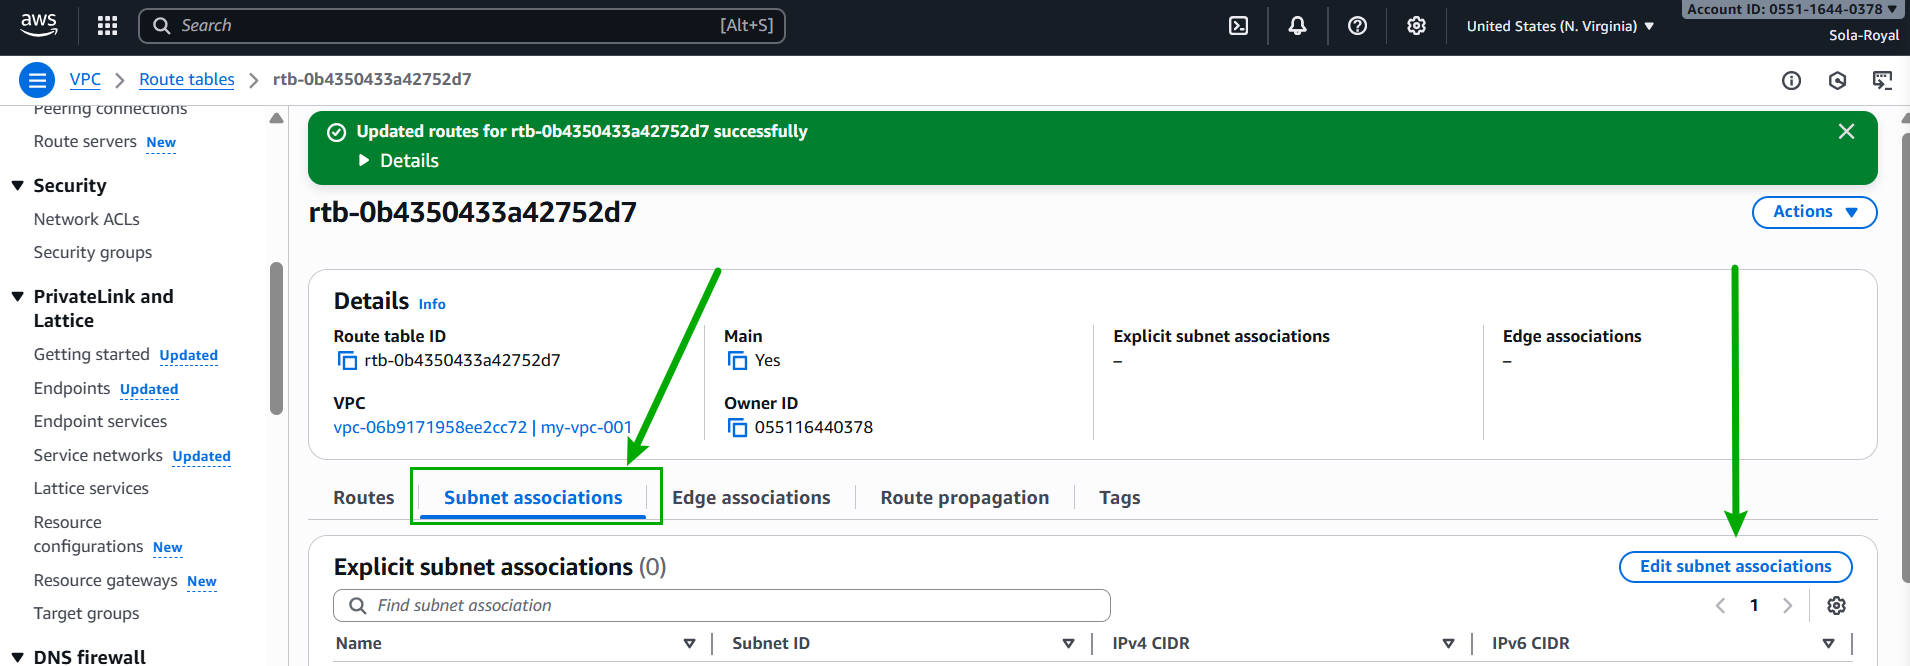 aws
Search
[Alt+S]
United States (N. Virginia)
Account ID: 0551-1644-0378
Sola-Royal
VPC
Route tables
rtb-0b4350433a42752d7
Peering connections
Route servers New
Security
Network ACLs
Security groups
PrivateLink and
Lattice
Getting started Updated
Endpoints Updated
Endpoint services
Service networks Updated
Lattice services
Resource
configurations New
Resource gateways New
Target groups
DNS firewall
Updated routes for rtb-0b4350433a42752d7 successfully
Details
rtb-0b4350433a42752d7
Actions
Details Info
Route table ID
rtb-0b4350433a42752d7
Main
Yes
Explicit subnet associations
–
Edge associations
–
VPC
vpc-06b9171958ee2cc72 | my-vpc-001
Owner ID
055116440378
Routes
Subnet associations
Edge associations
Route propagation
Tags
Explicit subnet associations (0)
Edit subnet associations
Find subnet association
1
Name
Subnet ID
IPv4 CIDR
IPv6 CIDR